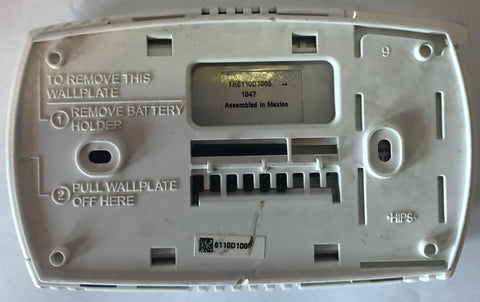 TO REMOVE THIS
WALLPLATE
1 REMOVE BATTERY
HOLDER
2 PULL WALLPLATE
OFF HERE
TH6110D1005
1047
Assembled in Mexico
9
>HIPS<
6110D1005